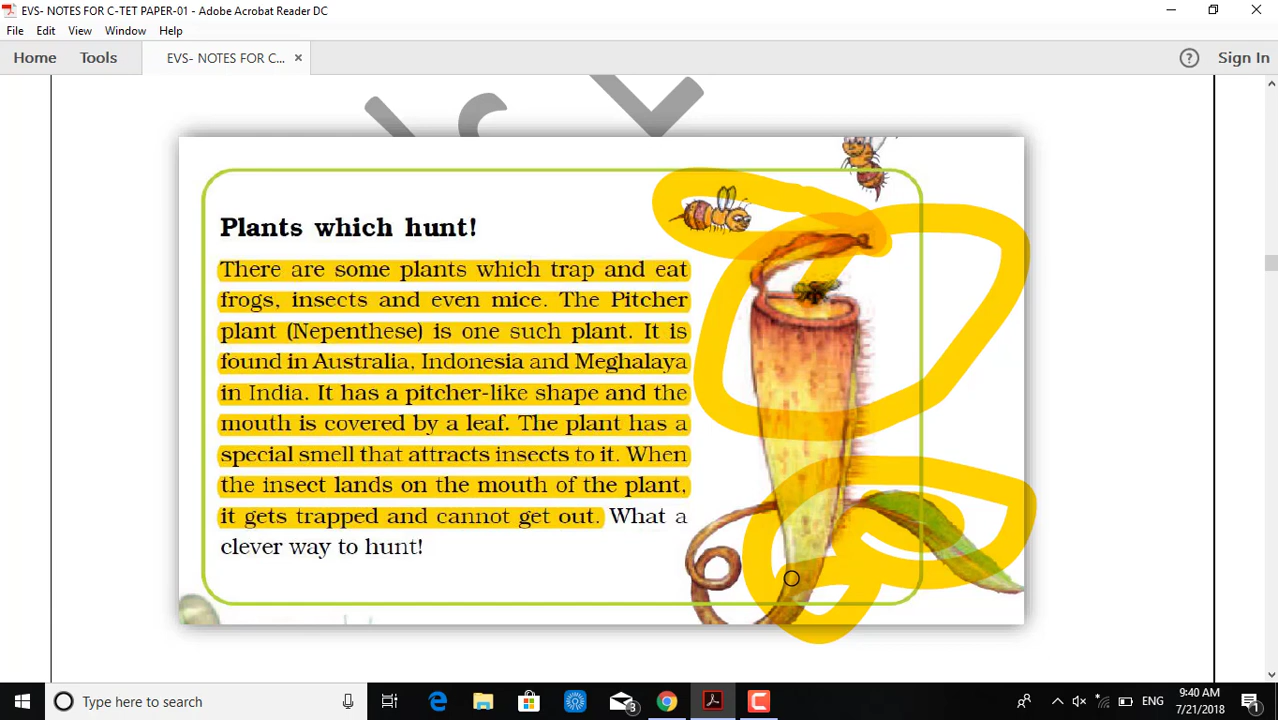 EVS- NOTES FOR C-TET PAPER-01 - Adobe Acrobat Reader DC
File Edit View Window Help
Home Tools EVS- NOTES FOR C... × Sign In
Plants which hunt!
There are some plants which trap and eat
frogs, insects and even mice. The Pitcher
plant (Nepenthese) is one such plant. It is
found in Australia, Indonesia and Meghalaya
in India. It has a pitcher-like shape and the
mouth is covered by a leaf. The plant has a
special smell that attracts insects to it. When
the insect lands on the mouth of the plant,
it gets trapped and cannot get out. What a
clever way to hunt!
Type here to search 3 ENG 9:40 AM
7/21/2018 1